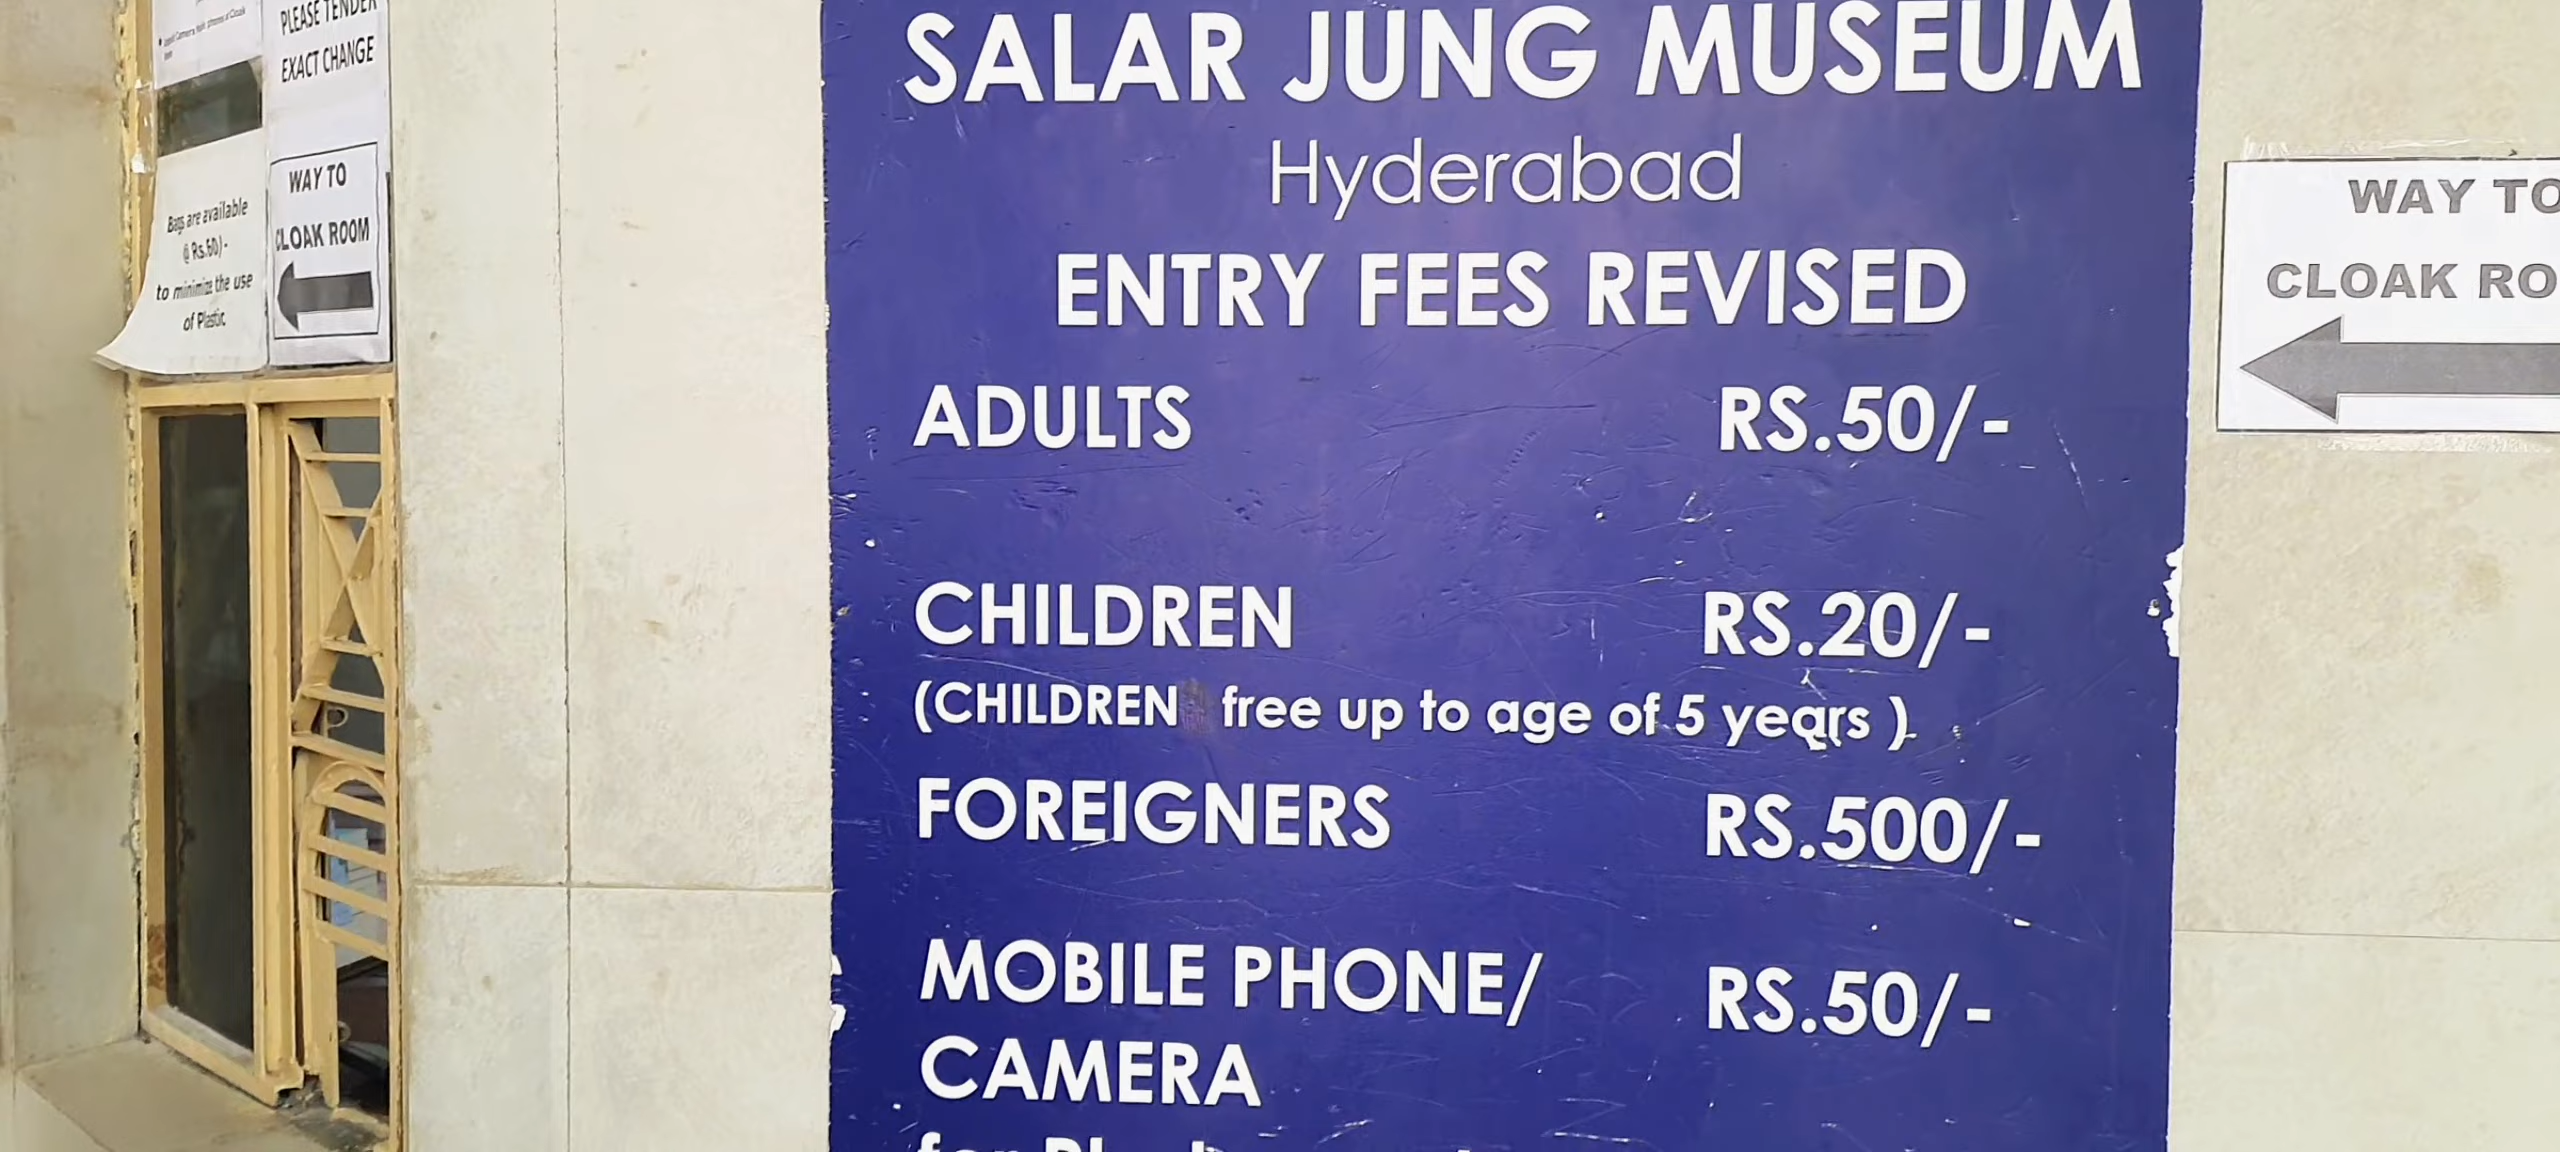 PLEASE TENDER
EXACT CHANGE
WAY TO
CLOAK ROOM
Bags are available
@ Rs.60/-
to minimize the use
of Plastic
SALAR JUNG MUSEUM
Hyderabad
ENTRY FEES REVISED
ADULTS RS.50/-
CHILDREN RS.20/-
(CHILDREN free up to age of 5 years )
FOREIGNERS RS.500/-
MOBILE PHONE/ RS.50/-
CAMERA
WAY TO
CLOAK RO